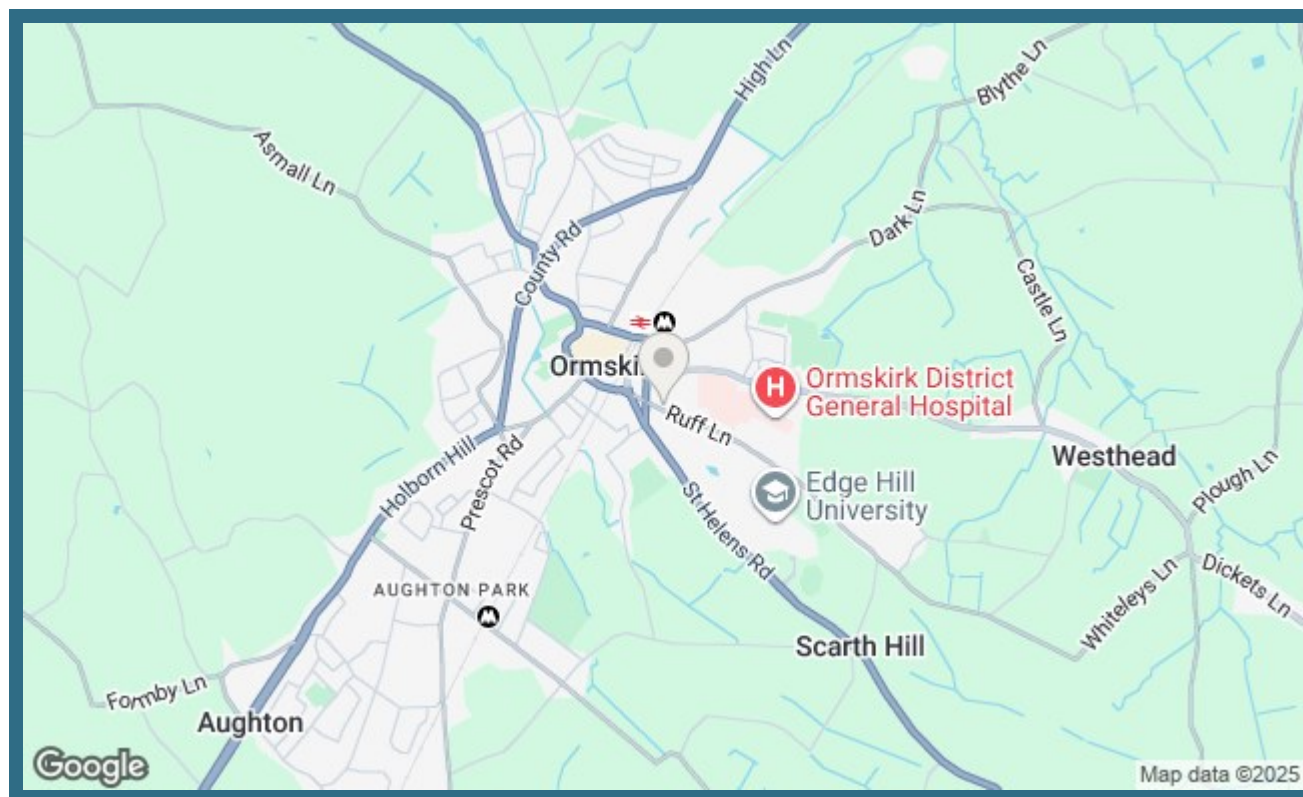 High Ln
Blythe Ln
Asmall Ln
Dark Ln
County Rd
Castle Ln
Ormski
H
Ormskirk District
General Hospital
Ruff Ln
Westhead
Holborn Hill
Prescot Rd
Plough Ln
St Helens Rd
Edge Hill
University
AUGHTON PARK
Whiteleys Ln
Dickets Ln
Scarth Hill
Formby Ln
Aughton
Google
Map data ©2025